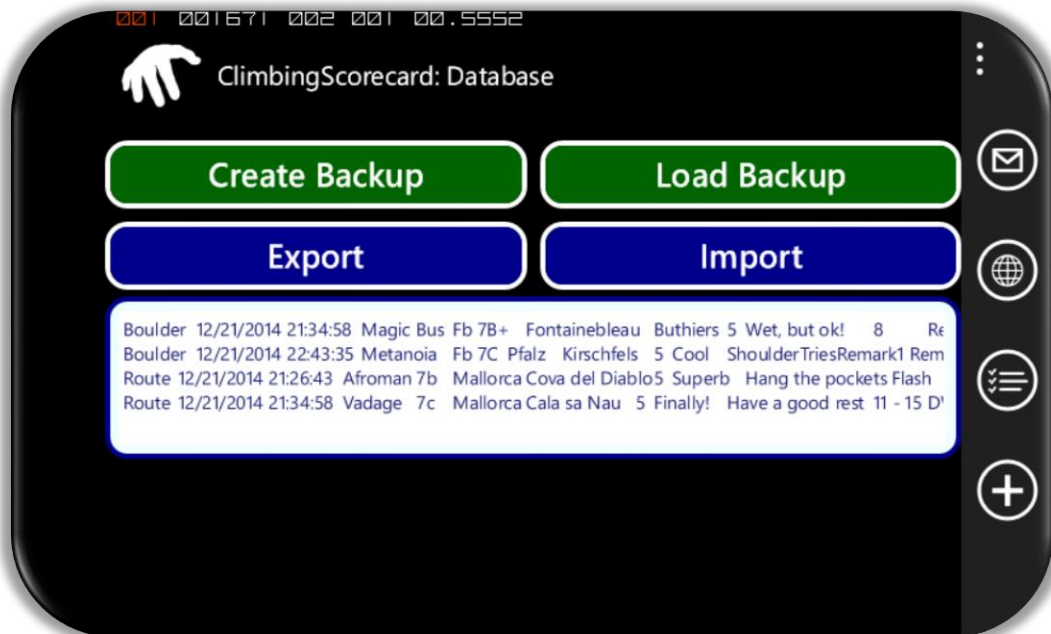 001 001671 002 001 00.5552
ClimbingScorecard: Database
Create Backup
Load Backup
Export
Import
Boulder 12/21/2014 21:34:58 Magic Bus Fb 7B+ Fontainebleau Buthiers 5 Wet, but ok! 8 Re
Boulder 12/21/2014 22:43:35 Metanoia Fb 7C Pfalz Kirschfels 5 Cool ShoulderTriesRemark1 Rem
Route 12/21/2014 21:26:43 Afroman 7b Mallorca Cova del Diablo5 Superb Hang the pockets Flash
Route 12/21/2014 21:34:58 Vadage 7c Mallorca Cala sa Nau 5 Finally! Have a good rest 11 - 15 D